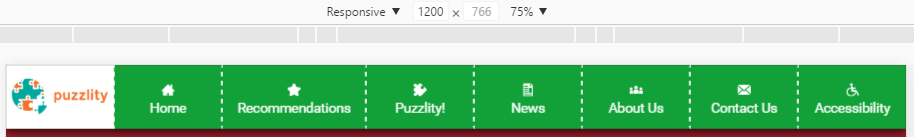 Responsive ▼ 1200 × 766 75% ▼
puzzlity
Home
Recommendations
Puzzlity!
News
About Us
Contact Us
Accessibility